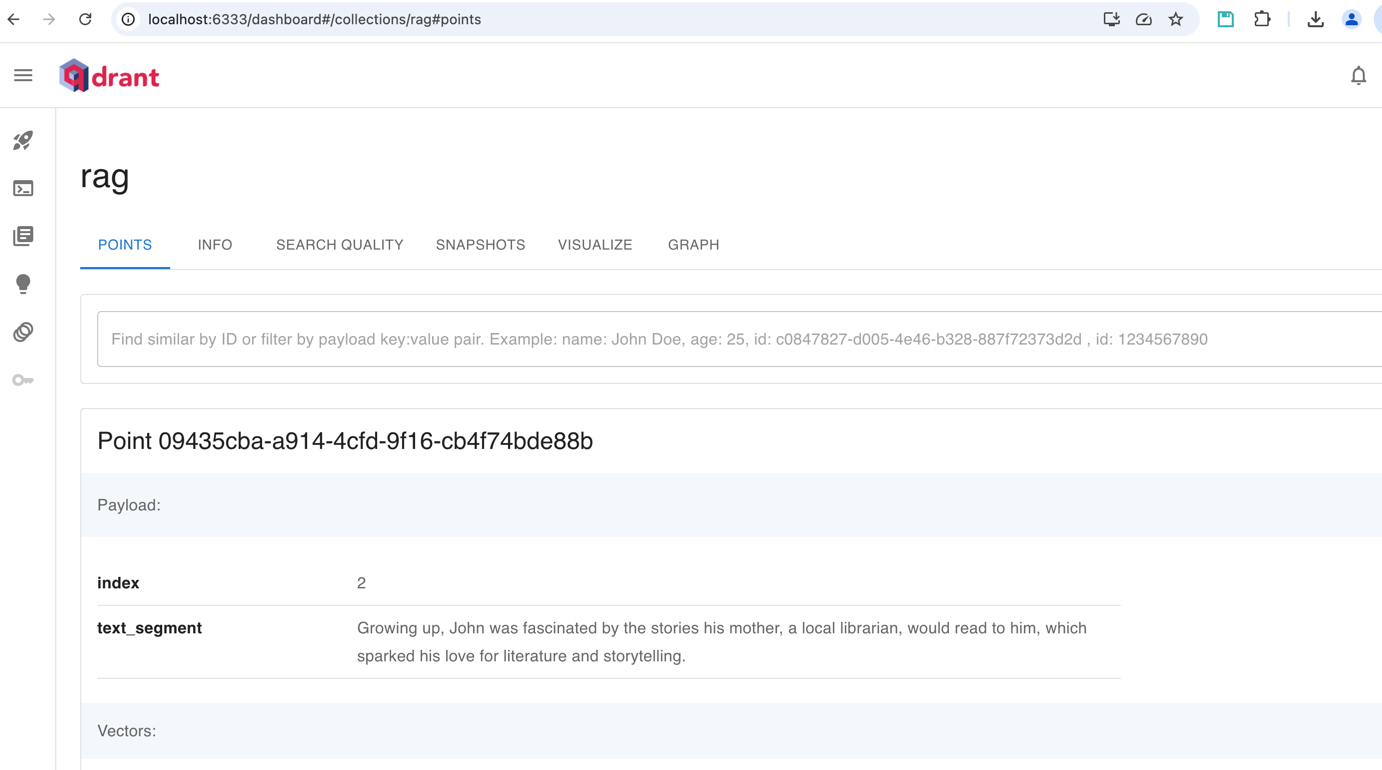 localhost:6333/dashboard#/collections/rag#points
qdrant
rag
POINTS INFO SEARCH QUALITY SNAPSHOTS VISUALIZE GRAPH
Find similar by ID or filter by payload key:value pair. Example: name: John Doe, age: 25, id: c0847827-d005-4e46-b328-887f72373d2d , id: 1234567890
Point 09435cba-a914-4cfd-9f16-cb4f74bde88b
Payload:
index 2
text_segment Growing up, John was fascinated by the stories his mother, a local librarian, would read to him, which
sparked his love for literature and storytelling.
Vectors: